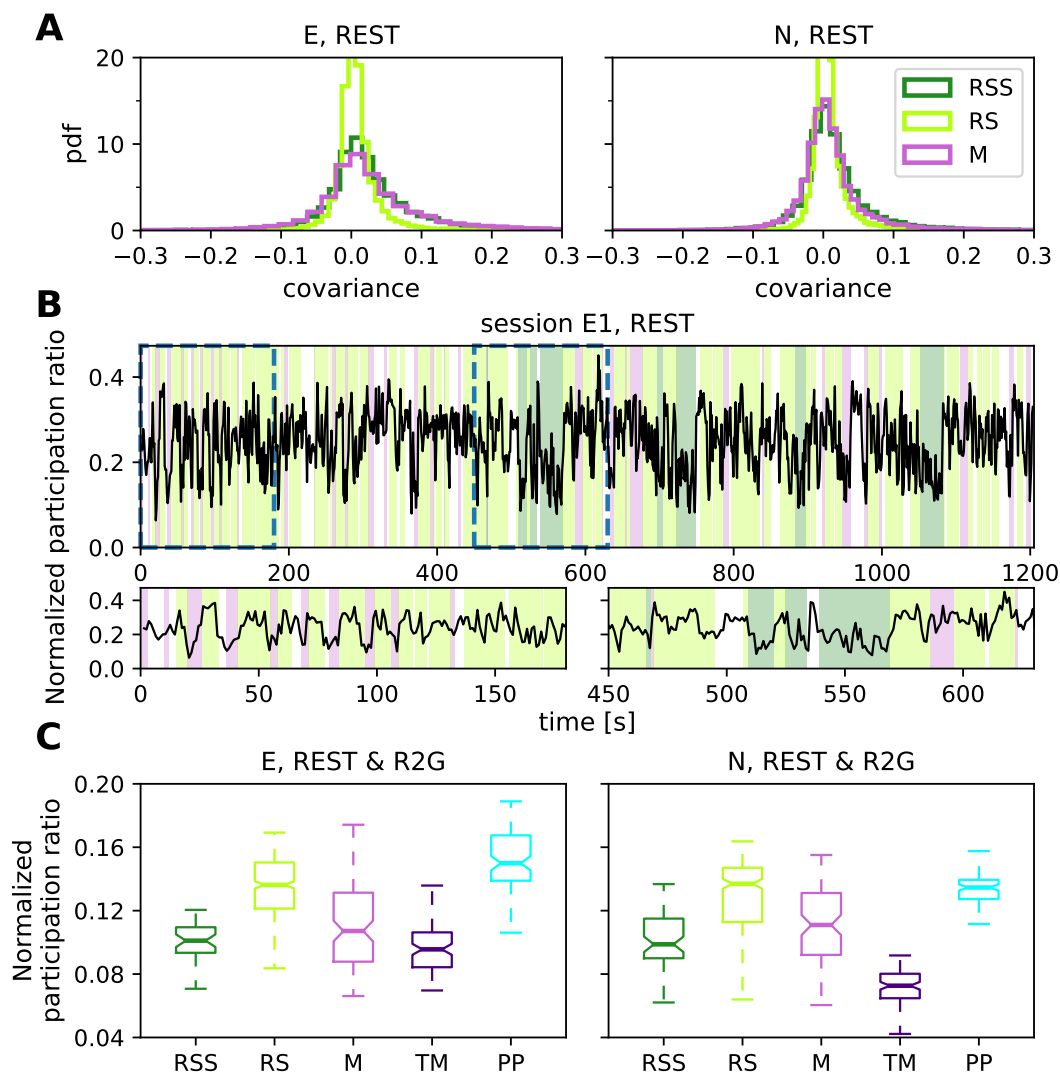 A
E, REST
N, REST
20
10
0
pdf
RSS
RS
M
−0.3 −0.2 −0.1 0.0 0.1 0.2 0.3
−0.3 −0.2 −0.1 0.0 0.1 0.2 0.3
covariance
covariance
B
session E1, REST
Normalized participation ratio
0.4
0.2
0.0
0 200 400 600 800 1000 1200
0.4
0.2
0.0
0 50 100 150
450 500 550 600
time [s]
C
E, REST & R2G
N, REST & R2G
Normalized
participation ratio
0.20
0.16
0.12
0.08
0.04
RSS RS M TM PP
RSS RS M TM PP